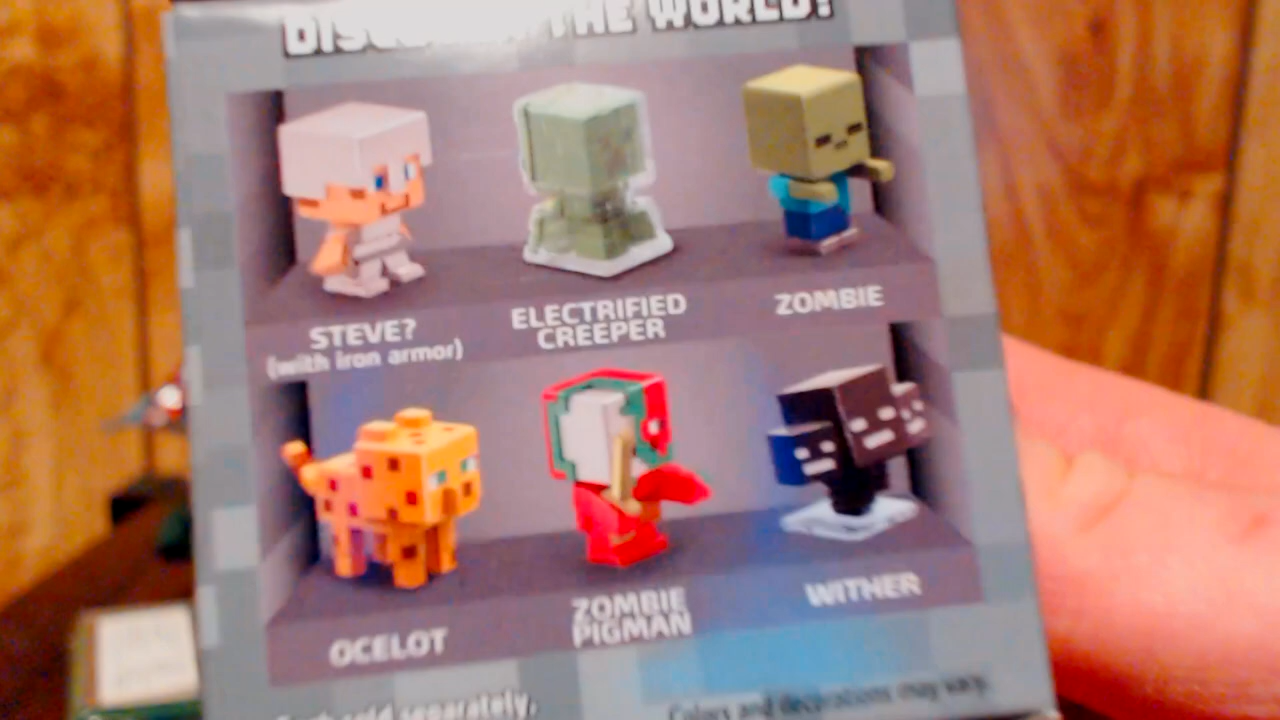 THE WORLD!
STEVE?
(with iron armor)
ELECTRIFIED
CREEPER
ZOMBIE
OCELOT
ZOMBIE
PIGMAN
WITHER
sold separately,
Colors and decorations may vary.